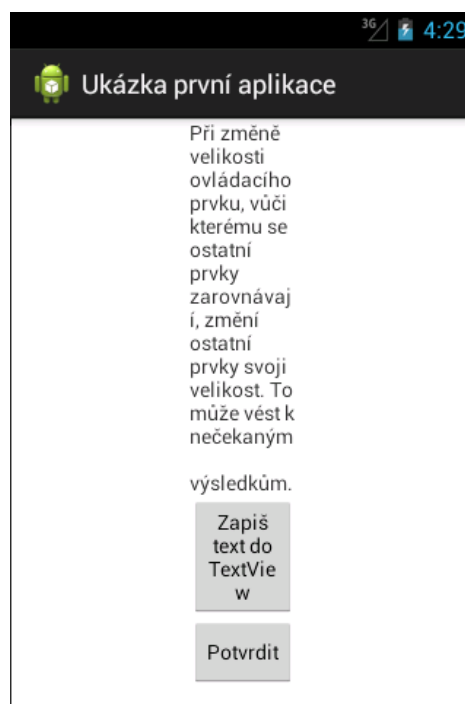 3G 4:29
Ukázka první aplikace
Při změně
velikosti
ovládacího
prvku, vůči
kterému se
ostatní
prvky
zarovnávaj
í, změní
ostatní
prvky svoji
velikost. To
může vést k
nečekaným
výsledkům.
Zapiš
text do
TextVie
w
Potvrdit